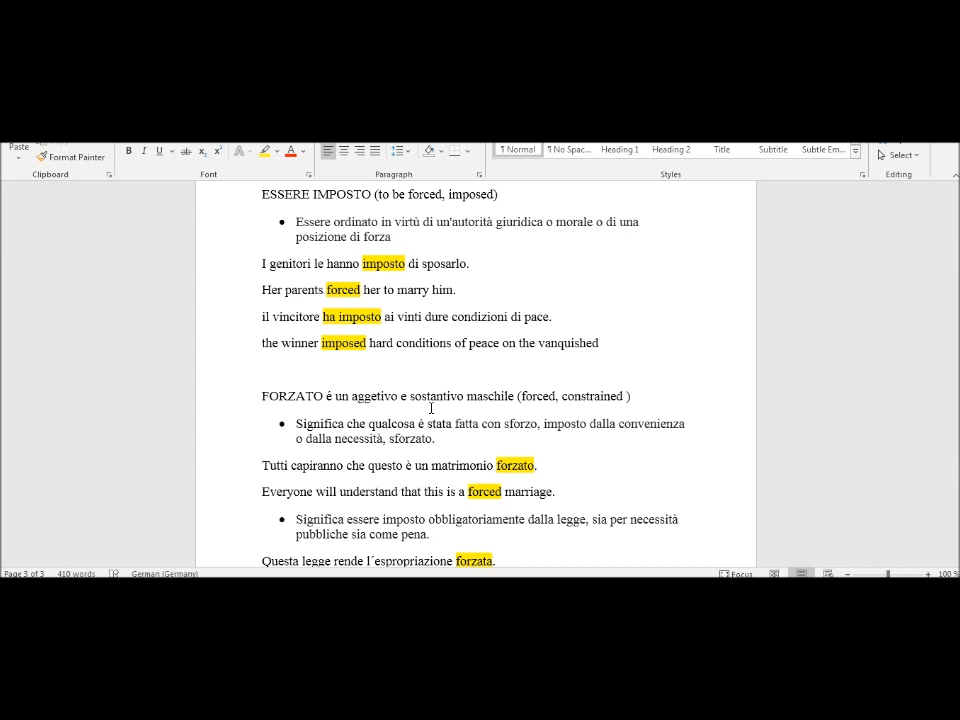 Paste
Format Painter
B I U ab x₂ x² A A
¶ Normal ¶ No Spac... Heading 1 Heading 2 Title Subtitle Subtle Em...
Select
Clipboard Font Paragraph Styles Editing
ESSERE IMPOSTO (to be forced, imposed)
• Essere ordinato in virtù di un'autorità giuridica o morale o di una
posizione di forza
I genitori le hanno imposto di sposarlo.
Her parents forced her to marry him.
il vincitore ha imposto ai vinti dure condizioni di pace.
the winner imposed hard conditions of peace on the vanquished
FORZATO é un aggetivo e sostantivo maschile (forced, constrained )
• Significa che qualcosa é stata fatta con sforzo, imposto dalla convenienza
o dalla necessità, sforzato.
Tutti capiranno che questo è un matrimonio forzato.
Everyone will understand that this is a forced marriage.
• Significa essere imposto obbligatoriamente dalla legge, sia per necessità
pubbliche sia come pena.
Questa legge rende l´espropriazione forzata.
Page 3 of 3 410 words German (Germany) Focus 100 %